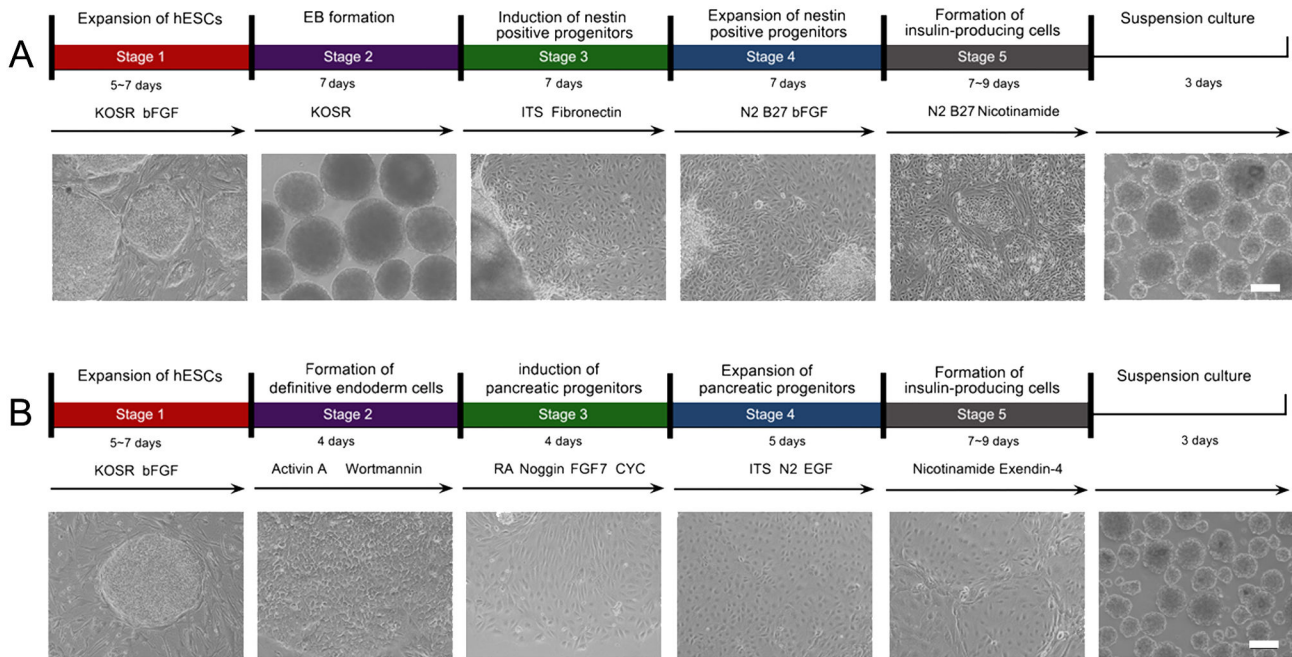 A
Expansion of hESCs
EB formation
Induction of nestin
positive progenitors
Expansion of nestin
positive progenitors
Formation of
insulin-producing cells
Suspension culture
Stage 1
Stage 2
Stage 3
Stage 4
Stage 5
5~7 days
7 days
7 days
7 days
7~9 days
3 days
KOSR bFGF
KOSR
ITS Fibronectin
N2 B27 bFGF
N2 B27 Nicotinamide
B
Expansion of hESCs
Formation of
definitive endoderm cells
induction of
pancreatic progenitors
Expansion of
pancreatic progenitors
Formation of
insulin-producing cells
Suspension culture
Stage 1
Stage 2
Stage 3
Stage 4
Stage 5
5~7 days
4 days
4 days
5 days
7~9 days
3 days
KOSR bFGF
Activin A Wortmannin
RA Noggin FGF7 CYC
ITS N2 EGF
Nicotinamide Exendin-4